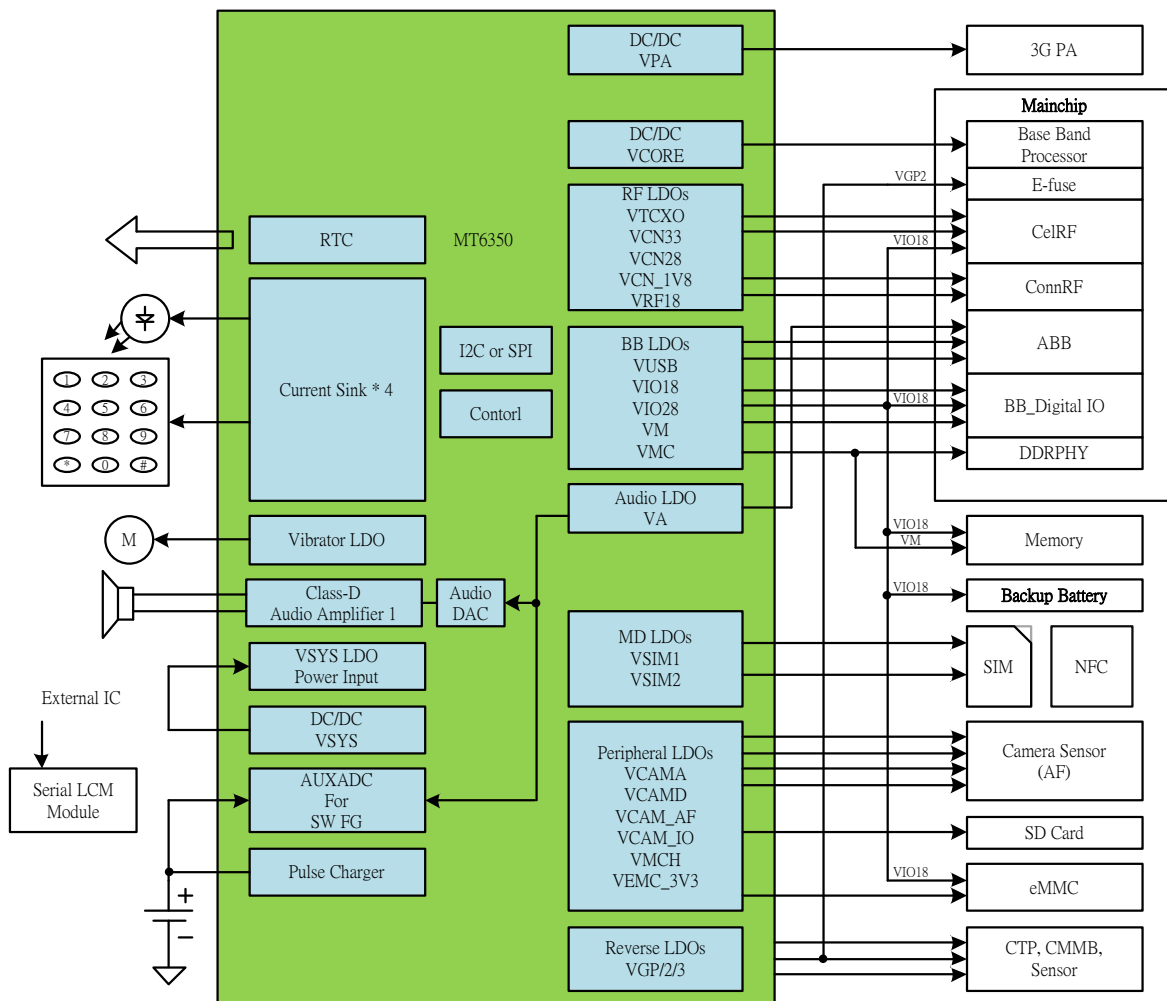 DC/DC
VPA
3G PA
Mainchip
DC/DC
VCORE
Base Band
Processor
VGP2
E-fuse
RF LDOs
VTCXO
VCN33
VCN28
VCN_1V8
VRF18
VIO18
CelRF
ConnRF
RTC
MT6350
I2C or SPI
Contorl
Current Sink * 4
1
2
3
4
5
6
7
8
9
*
0
#
BB LDOs
VUSB
VIO18
VIO28
VM
VMC
ABB
VIO18
BB_Digital IO
DDRPHY
Audio LDO
VA
M
Vibrator LDO
VIO18
VM
Memory
Class-D
Audio Amplifier 1
Audio
DAC
VIO18
Backup Battery
VSYS LDO
Power Input
MD LDOs
VSIM1
VSIM2
SIM
NFC
External IC
DC/DC
VSYS
Serial LCM
Module
AUXADC
For
SW FG
Peripheral LDOs
VCAMA
VCAMD
VCAM_AF
VCAM_IO
VMCH
VEMC_3V3
Camera Sensor
(AF)
SD Card
Pulse Charger
VIO18
eMMC
+
−
Reverse LDOs
VGP/2/3
CTP, CMMB,
Sensor